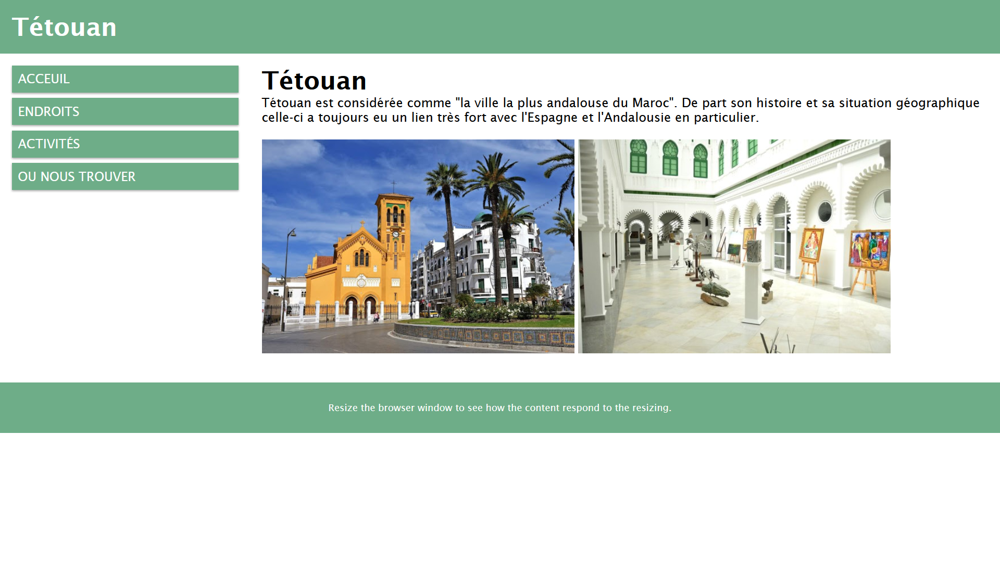 Tétouan
ACCEUIL
ENDROITS
ACTIVITÉS
OU NOUS TROUVER
Tétouan
Tétouan est considérée comme "la ville la plus andalouse du Maroc". De part son histoire et sa situation géographique
celle-ci a toujours eu un lien très fort avec l'Espagne et l'Andalousie en particulier.
Resize the browser window to see how the content respond to the resizing.